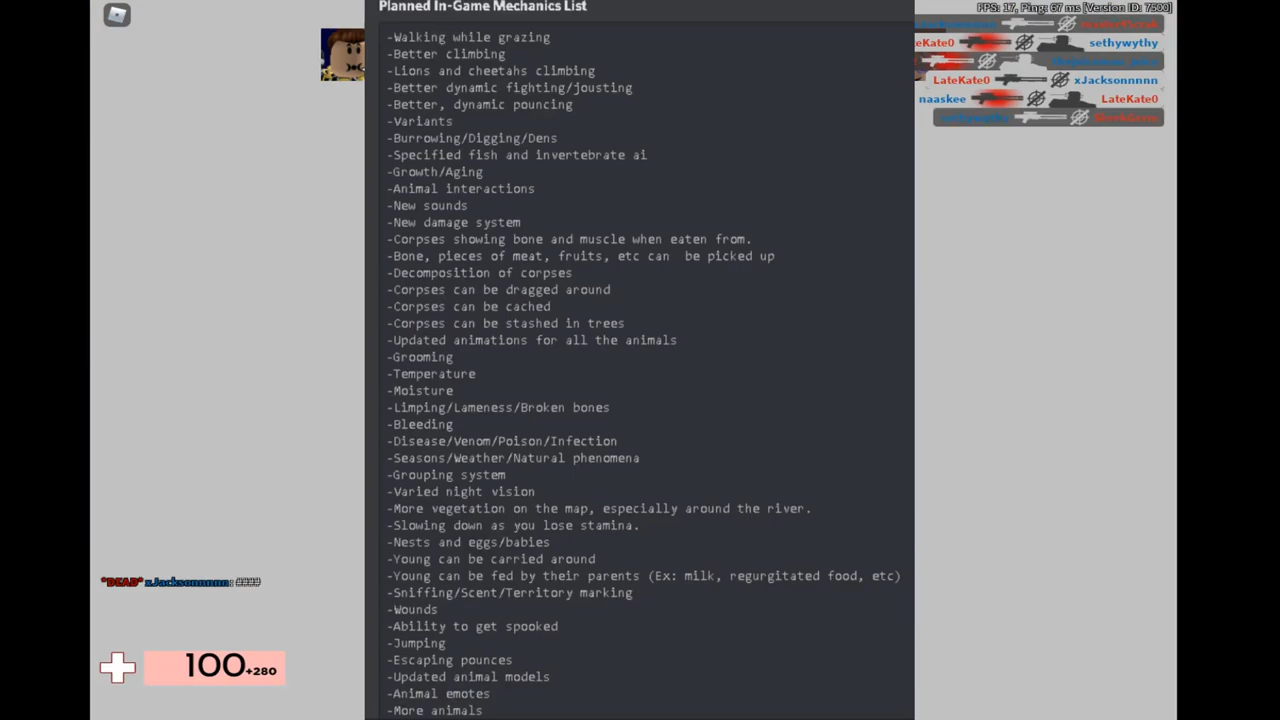 Planned In-Game Mechanics List
-Walking while grazing
-Better climbing
-Lions and cheetahs climbing
-Better dynamic fighting/jousting
-Better, dynamic pouncing
-Variants
-Burrowing/Digging/Dens
-Specified fish and invertebrate ai
-Growth/Aging
-Animal interactions
-New sounds
-New damage system
-Corpses showing bone and muscle when eaten from.
-Bone, pieces of meat, fruits, etc can  be picked up
-Decomposition of corpses
-Corpses can be dragged around
-Corpses can be cached
-Corpses can be stashed in trees
-Updated animations for all the animals
-Grooming
-Temperature
-Moisture
-Limping/Lameness/Broken bones
-Bleeding
-Disease/Venom/Poison/Infection
-Seasons/Weather/Natural phenomena
-Grouping system
-Varied night vision
-More vegetation on the map, especially around the river.
-Slowing down as you lose stamina.
-Nests and eggs/babies
-Young can be carried around
-Young can be fed by their parents (Ex: milk, regurgitated food, etc)
-Sniffing/Scent/Territory marking
-Wounds
-Ability to get spooked
-Jumping
-Escaping pounces
-Updated animal models
-Animal emotes
-More animals
FPS: 17, Ping: 67 ms [Version ID: 7500]
eKate0 sethywythy
LateKate0 xJacksonnnnn
naaskee LateKate0
*DEAD* xJacksonnnnn: ####
100+280